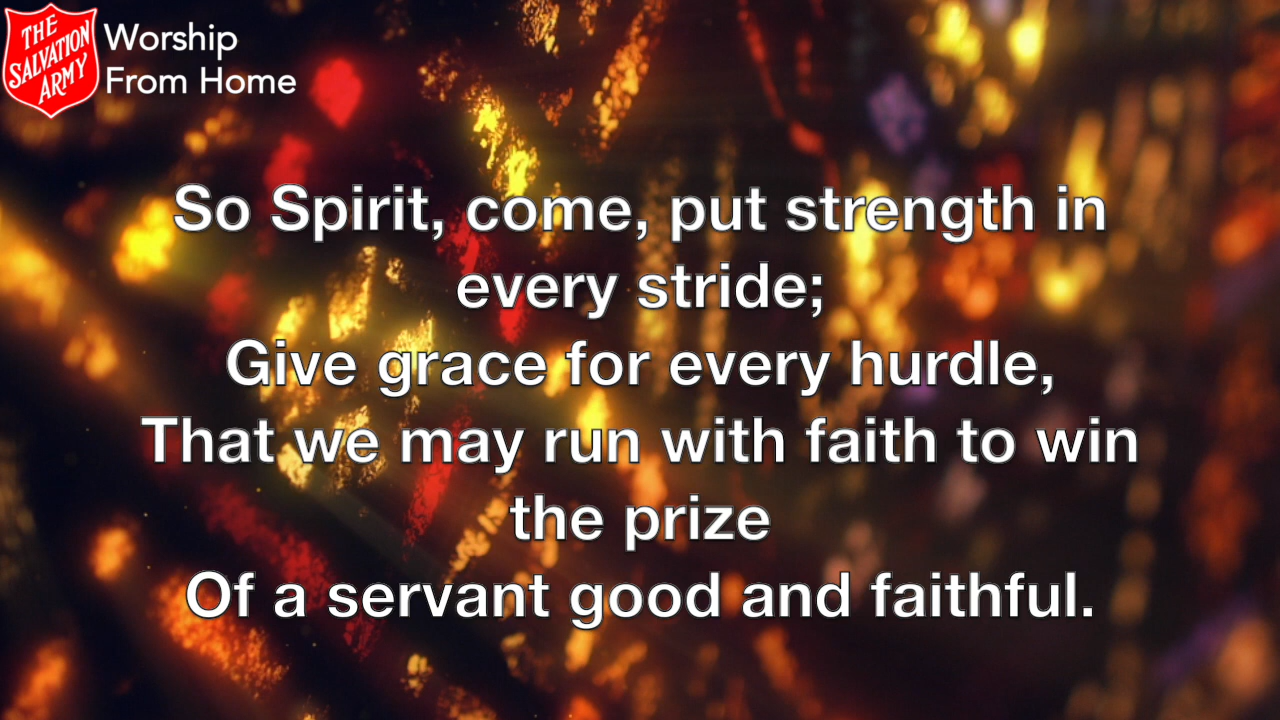 THE
SALVATION
ARMY
Worship
From Home
So Spirit, come, put strength in
every stride;
Give grace for every hurdle,
That we may run with faith to win
the prize
Of a servant good and faithful.